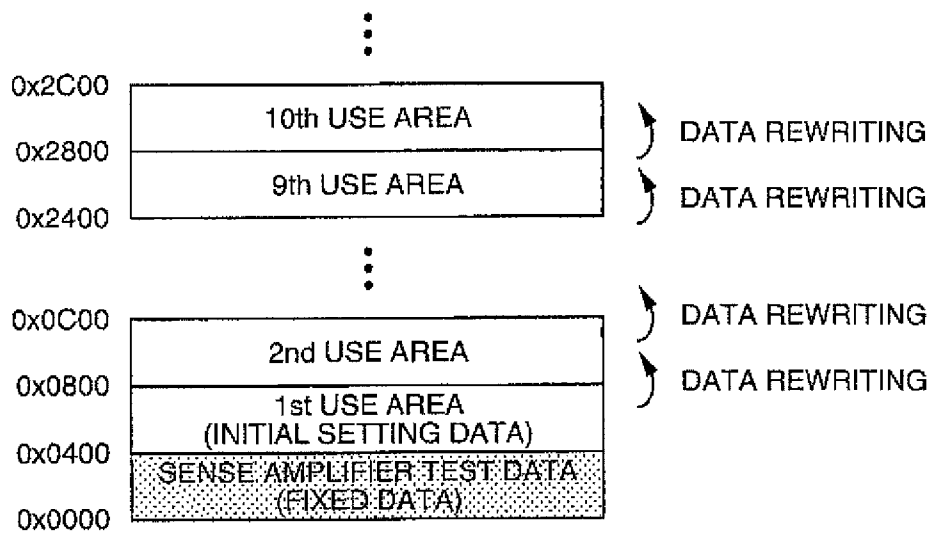 0x2C00
10th USE AREA
DATA REWRITING
0x2800
9th USE AREA
DATA REWRITING
0x2400
DATA REWRITING
0x0C00
2nd USE AREA
DATA REWRITING
0x0800
1st USE AREA
(INITIAL SETTING DATA)
0x0400
SENSE AMPLIFIER TEST DATA
(FIXED DATA)
0x0000